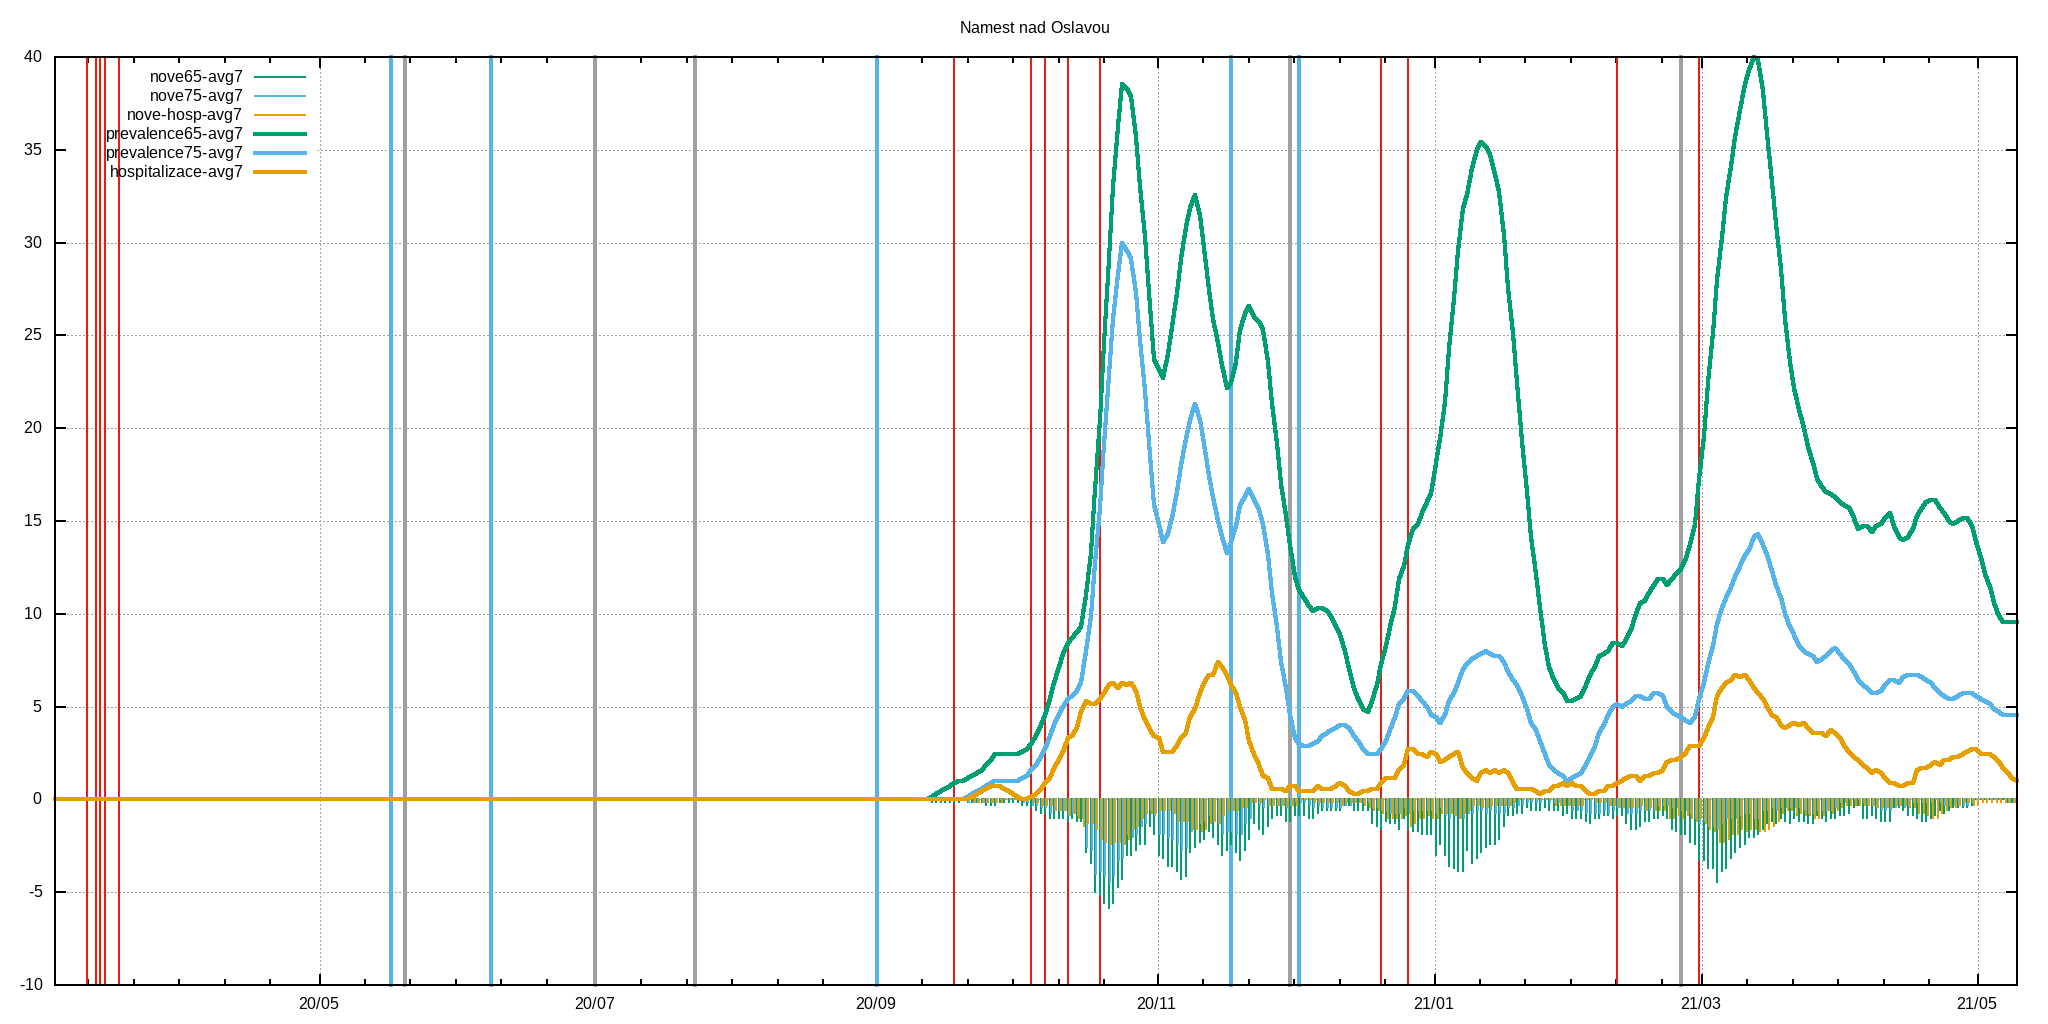 Namest nad Oslavou
40
35
30
25
20
15
10
5
0
-5
-10
nove65-avg7
nove75-avg7
nove-hosp-avg7
prevalence65-avg7
prevalence75-avg7
hospitalizace-avg7
20/05
20/07
20/09
20/11
21/01
21/03
21/05